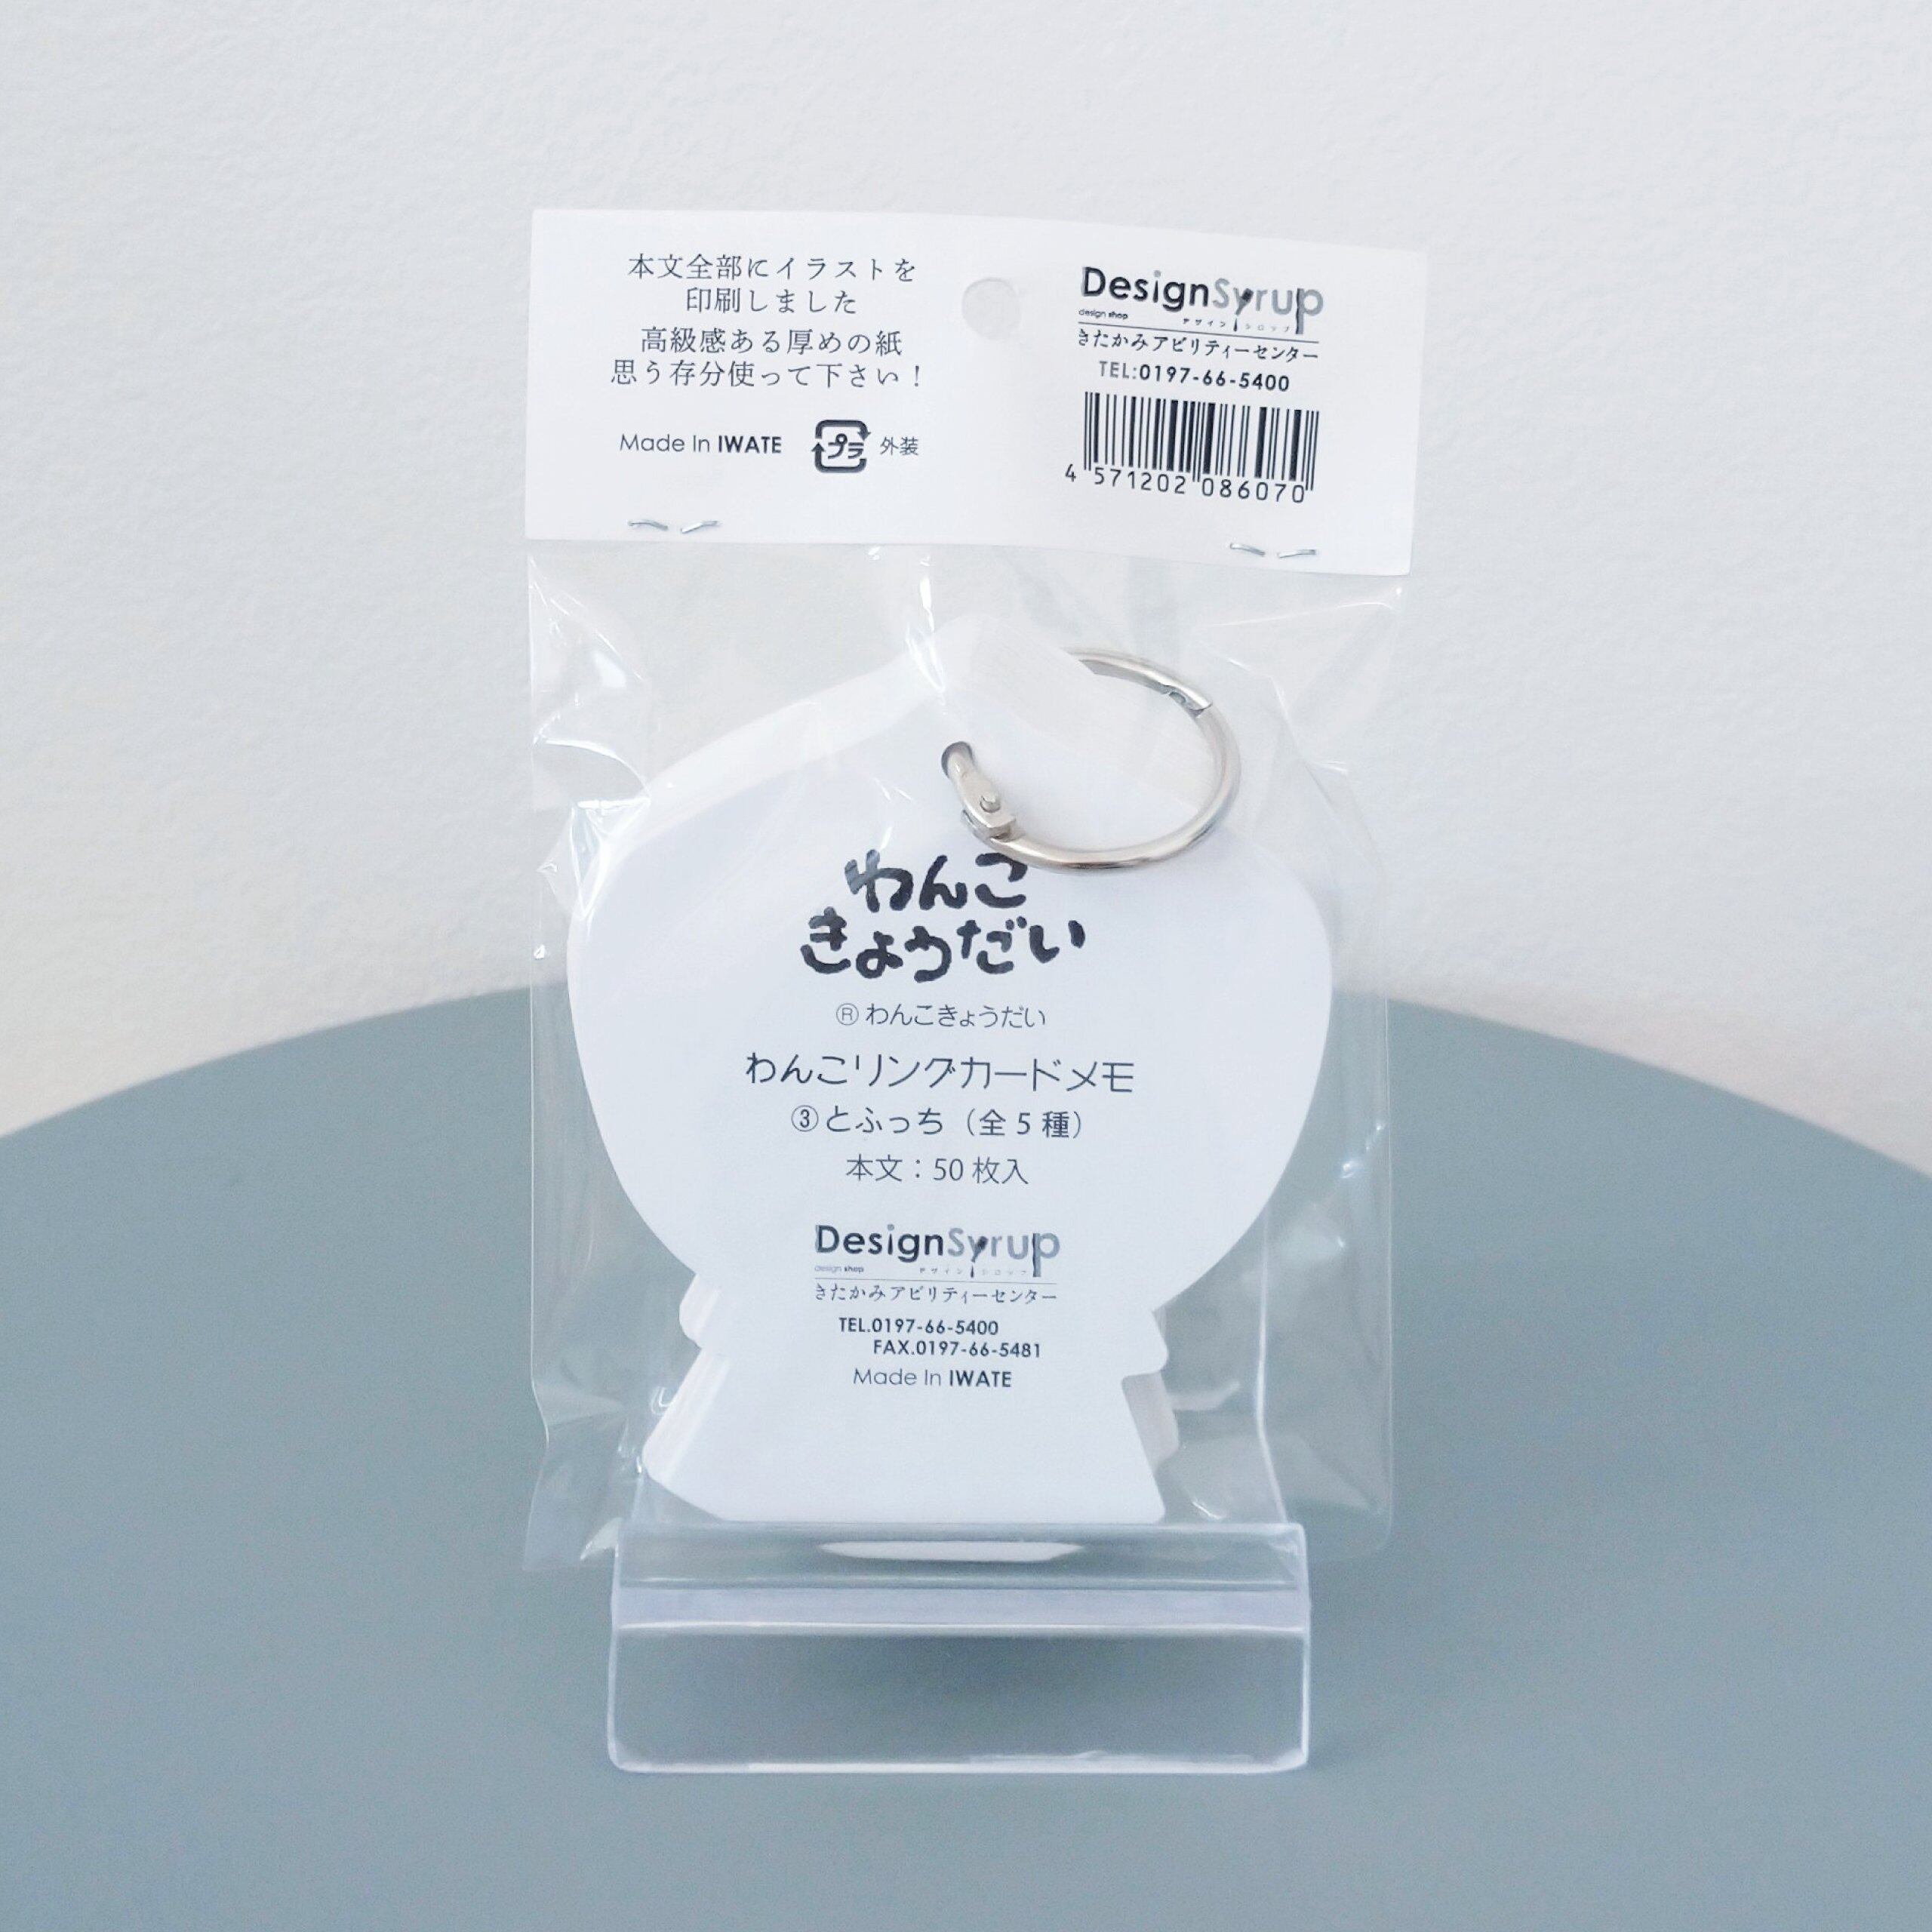 本文全部にイラストを
印刷しました
高級感ある厚めの紙
思う存分使って下さい！
Made In IWATE
プラ 外装
DesignSyrup
design shop デザインシロップ
きたかみアビリティーセンター
TEL:0197-66-5400
4 571202 086070
わんこ
きょうだい
Ⓡ わんこきょうだい
わんこリングカードメモ
③とふっち（全 5 種）
本文：50 枚入
DesignSyrup
design shop デザインシロップ
きたかみアビリティーセンター
TEL.0197-66-5400
FAX.0197-66-5481
Made In IWATE